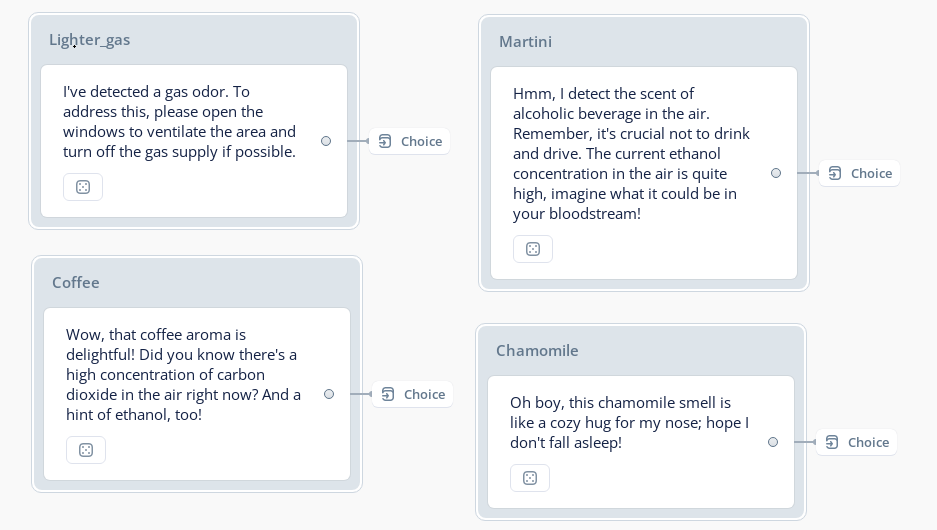 Lighter_gas
I've detected a gas odor. To
address this, please open the
windows to ventilate the area and
turn off the gas supply if possible.
Choice
Martini
Hmm, I detect the scent of
alcoholic beverage in the air.
Remember, it's crucial not to drink
and drive. The current ethanol
concentration in the air is quite
high, imagine what it could be in
your bloodstream!
Choice
Coffee
Wow, that coffee aroma is
delightful! Did you know there's a
high concentration of carbon
dioxide in the air right now? And a
hint of ethanol, too!
Choice
Chamomile
Oh boy, this chamomile smell is
like a cozy hug for my nose; hope I
don't fall asleep!
Choice